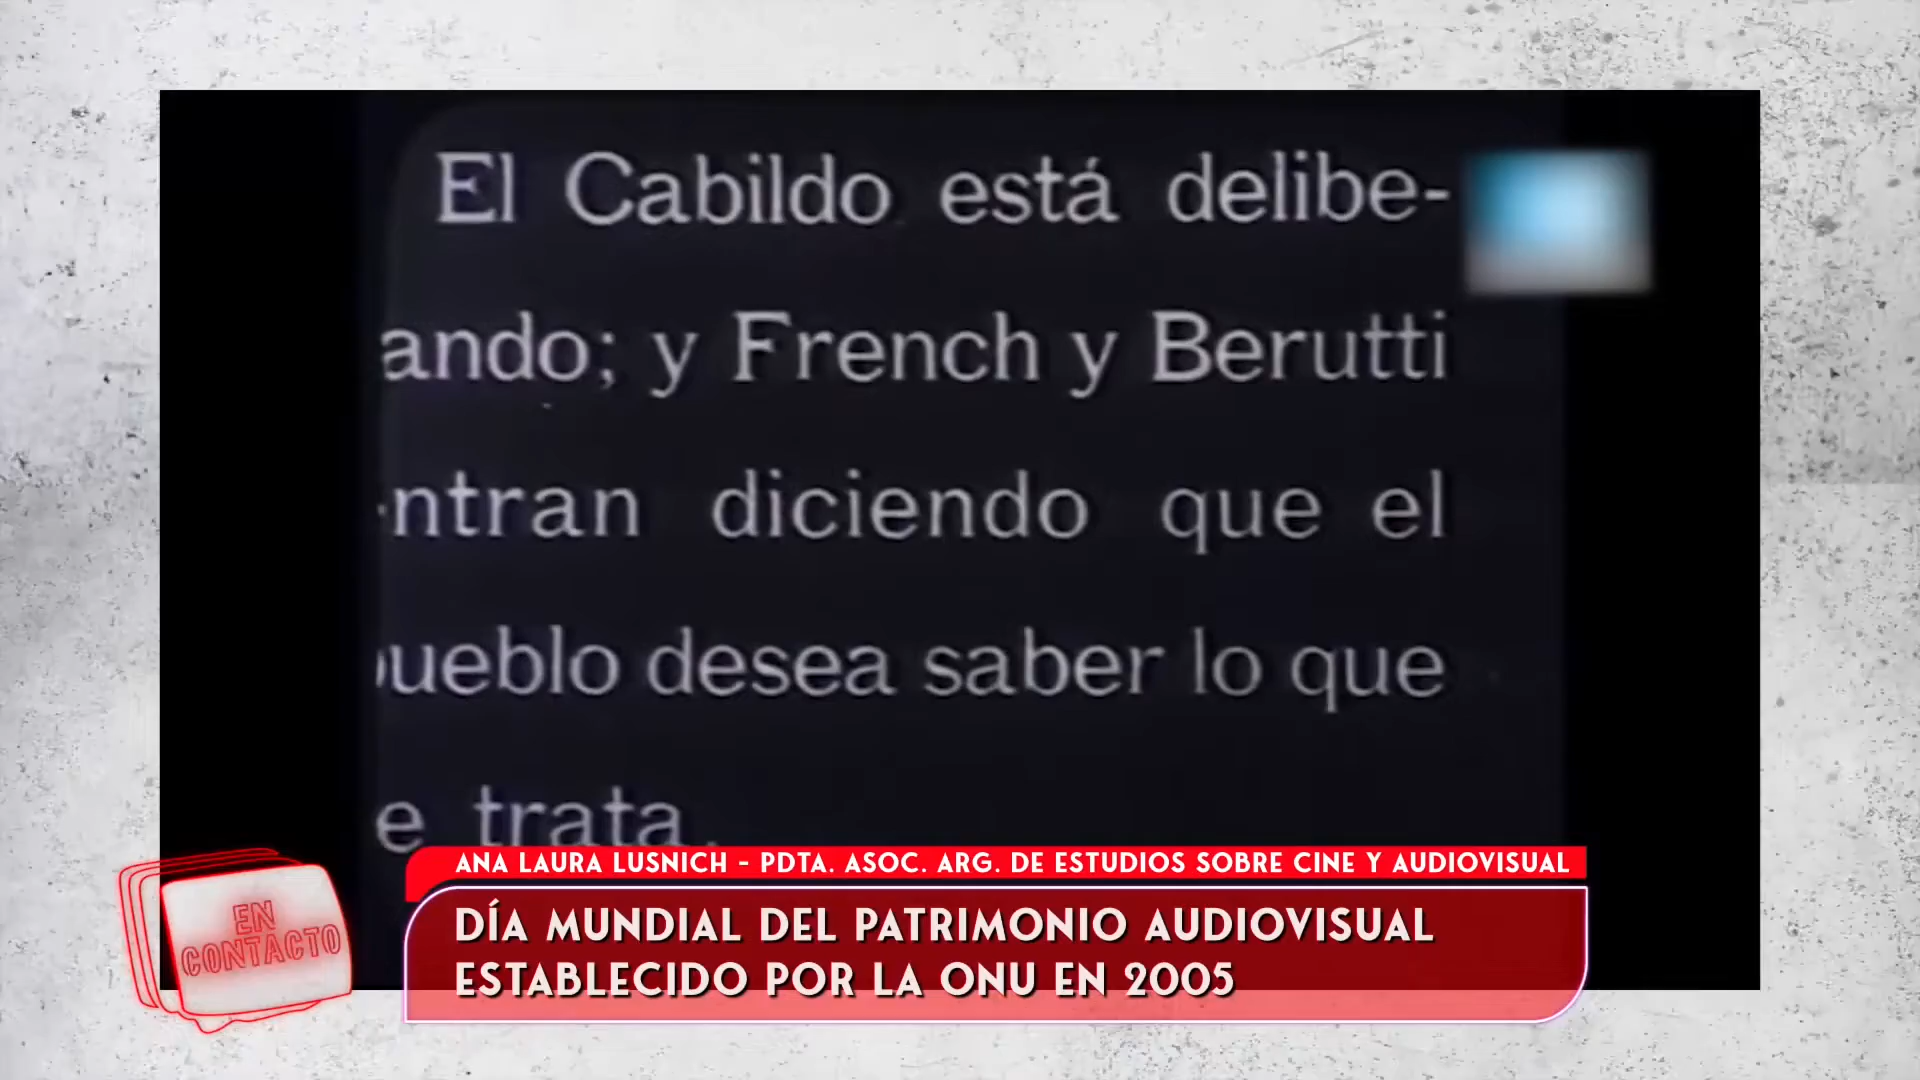 El Cabildo está delibe-
ando; y French y Berutti
ntran diciendo que el
ueblo desea saber lo que
e trata.
ANA LAURA LUSNICH - PDTA. ASOC. ARG. DE ESTUDIOS SOBRE CINE Y AUDIOVISUAL
DÍA MUNDIAL DEL PATRIMONIO AUDIOVISUAL
ESTABLECIDO POR LA ONU EN 2005
EN
CONTACTO